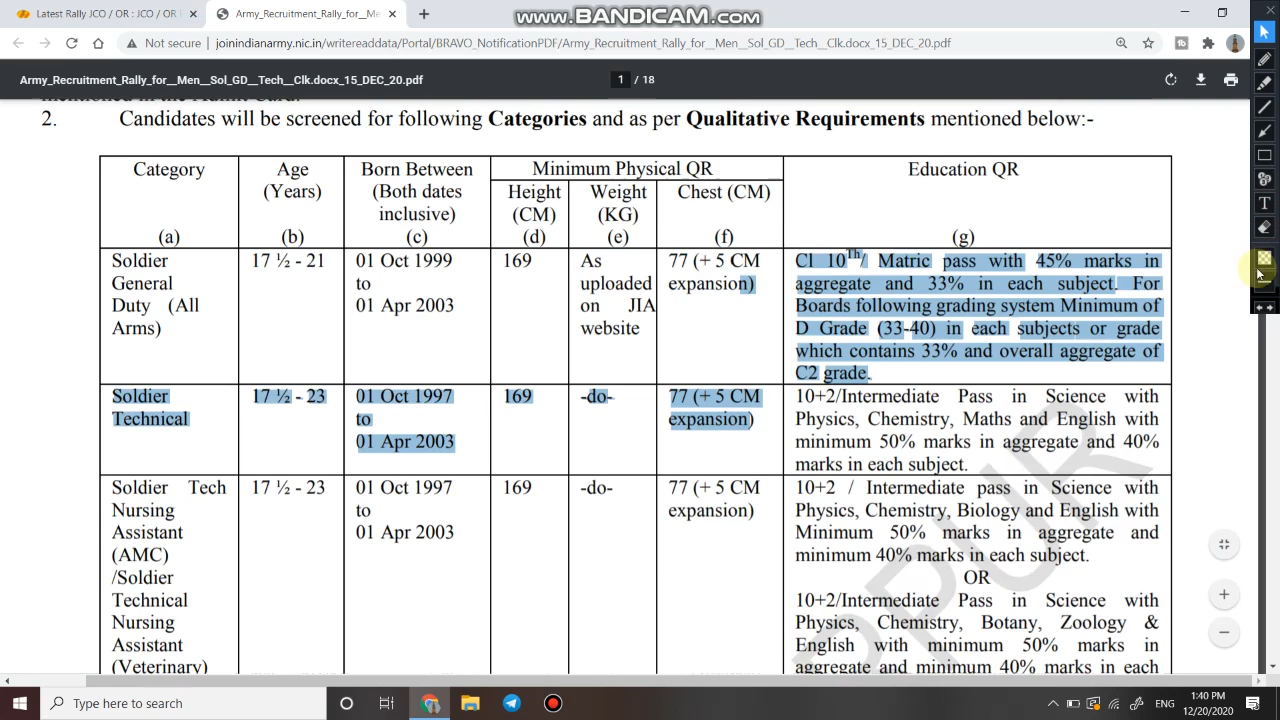 Latest Rally JCO / OR : JCO / OR
Army_Recruitment_Rally_for__Me
www.BANDICAM.com
Not secure
joinindianarmy.nic.in/writereaddata/Portal/BRAVO_NotificationPDF/Army_Recruitment_Rally_for__Men__Sol_GD__Tech__Clk.docx_15_DEC_20.pdf
Army_Recruitment_Rally_for__Men__Sol_GD__Tech__Clk.docx_15_DEC_20.pdf
1 / 18
mentioned in the Admit Card.
2. Candidates will be screened for following Categories and as per Qualitative Requirements mentioned below:-
Category
(a)
Age
(Years)
(b)
Born Between
(Both dates
inclusive)
(c)
Minimum Physical QR
Height
(CM)
(d)
Weight
(KG)
(e)
Chest (CM)
(f)
Education QR
(g)
Soldier
General
Duty (All
Arms)
17 ½ - 21
01 Oct 1999
to
01 Apr 2003
169
As
uploaded
on JIA
website
77 (+ 5 CM
expansion)
Cl 10Th/ Matric pass with 45% marks in
aggregate and 33% in each subject. For
Boards following grading system Minimum of
D Grade (33-40) in each subjects or grade
which contains 33% and overall aggregate of
C2 grade.
Soldier
Technical
17 ½ - 23
01 Oct 1997
to
01 Apr 2003
169
-do-
77 (+ 5 CM
expansion)
10+2/Intermediate Pass in Science with
Physics, Chemistry, Maths and English with
minimum 50% marks in aggregate and 40%
marks in each subject.
Soldier Tech
Nursing
Assistant
(AMC)
/Soldier
Technical
Nursing
Assistant
(Veterinary)
17 ½ - 23
01 Oct 1997
to
01 Apr 2003
169
-do-
77 (+ 5 CM
expansion)
10+2 / Intermediate pass in Science with
Physics, Chemistry, Biology and English with
Minimum 50% marks in aggregate and
minimum 40% marks in each subject.
OR
10+2/Intermediate Pass in Science with
Physics, Chemistry, Botany, Zoology &
English with minimum 50% marks in
aggregate and minimum 40% marks in each
PPUR
Type here to search
ENG
1:40 PM
12/20/2020